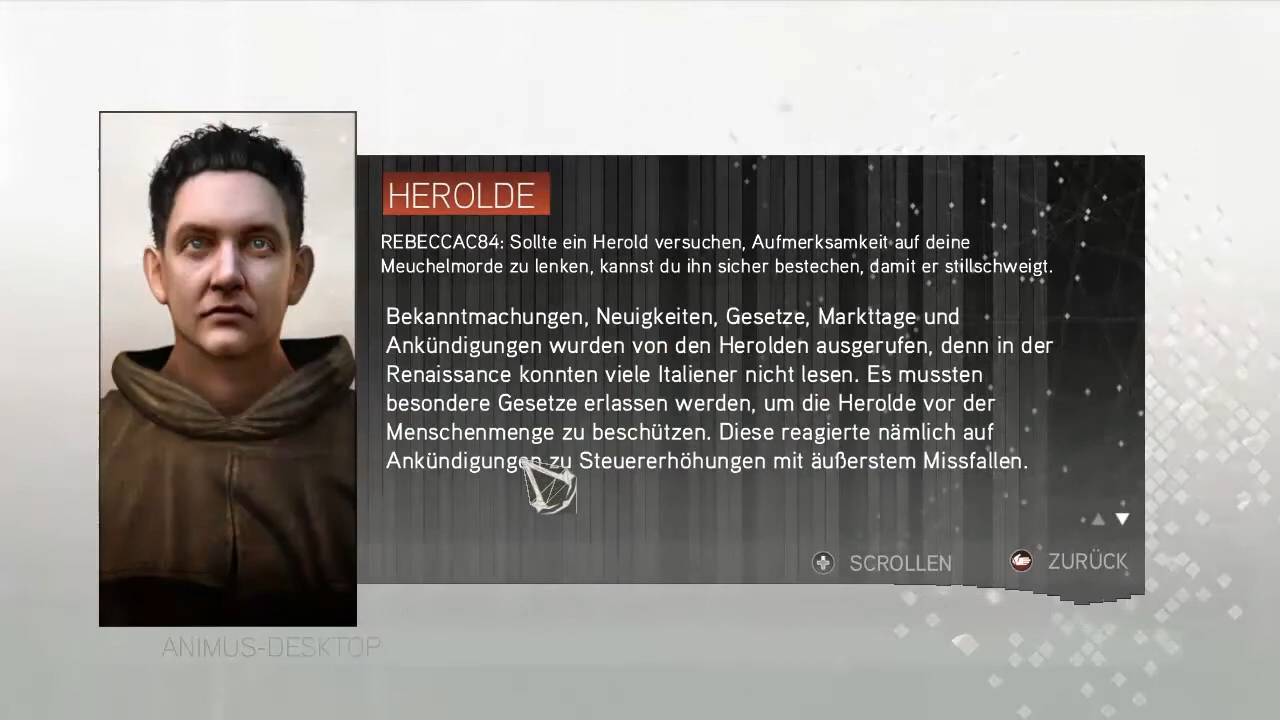 HEROLDE
REBECCAC84: Sollte ein Herold versuchen, Aufmerksamkeit auf deine
Meuchelmorde zu lenken, kannst du ihn sicher bestechen, damit er stillschweigt.
Bekanntmachungen, Neuigkeiten, Gesetze, Markttage und
Ankündigungen wurden von den Herolden ausgerufen, denn in der
Renaissance konnten viele Italiener nicht lesen. Es mussten
besondere Gesetze erlassen werden, um die Herolde vor der
Menschenmenge zu beschützen. Diese reagierte nämlich auf
Ankündigungen zu Steuererhöhungen mit äußerstem Missfallen.
SCROLLEN ZURÜCK
ANIMUS-DESKTOP